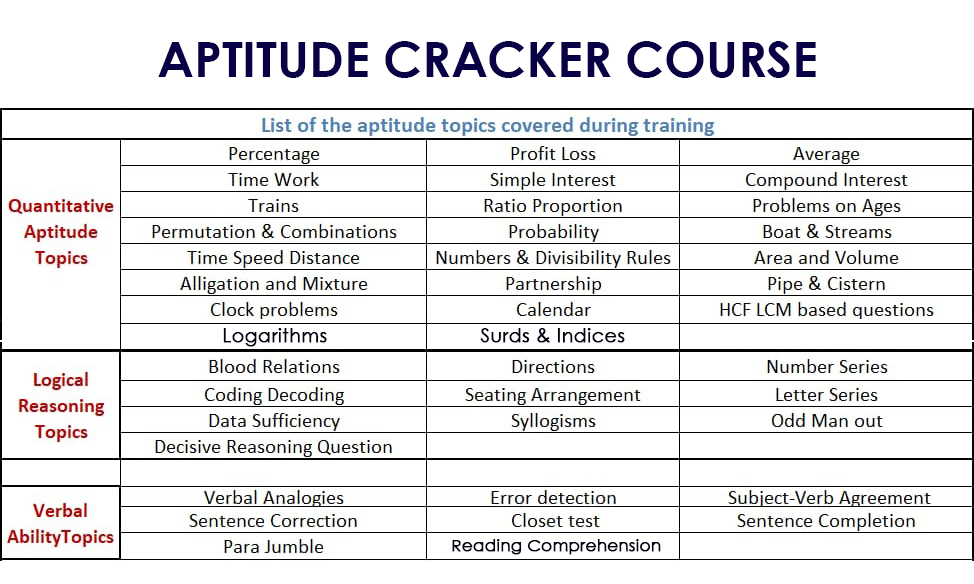 APTITUDE CRACKER COURSE
List of the aptitude topics covered during training
Quantitative
Aptitude
Topics
Percentage Profit Loss Average
Time Work Simple Interest Compound Interest
Trains Ratio Proportion Problems on Ages
Permutation & Combinations Probability Boat & Streams
Time Speed Distance Numbers & Divisibility Rules Area and Volume
Alligation and Mixture Partnership Pipe & Cistern
Clock problems Calendar HCF LCM based questions
Logarithms Surds & Indices
Logical
Reasoning
Topics
Blood Relations Directions Number Series
Coding Decoding Seating Arrangement Letter Series
Data Sufficiency Syllogisms Odd Man out
Decisive Reasoning Question
Verbal
AbilityTopics
Verbal Analogies Error detection Subject-Verb Agreement
Sentence Correction Closet test Sentence Completion
Para Jumble Reading Comprehension